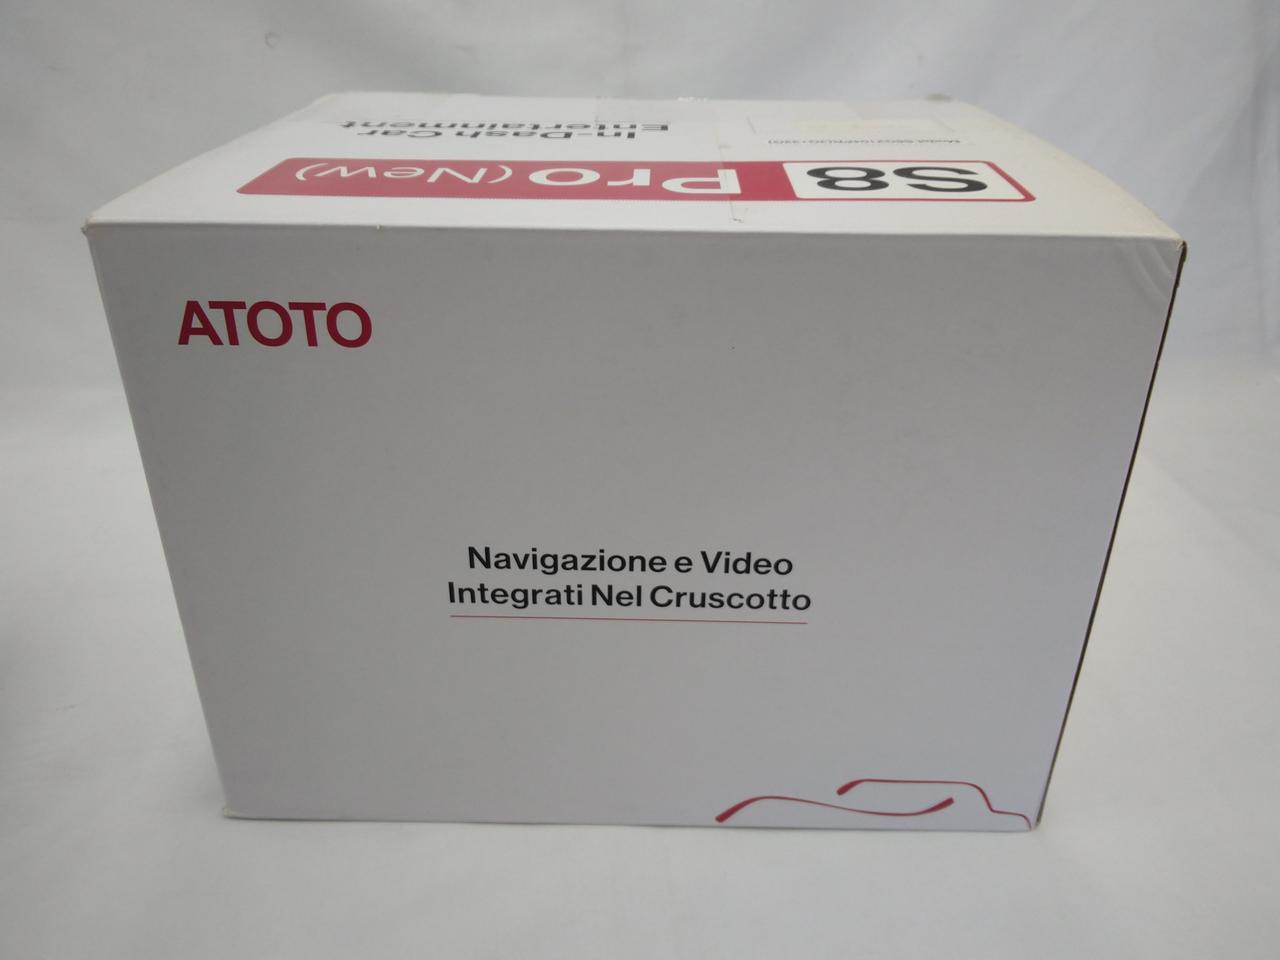 In-Dash Car
Entertainment
S8 Pro (New)
ATOTO
Navigazione e Video
Integrati Nel Cruscotto